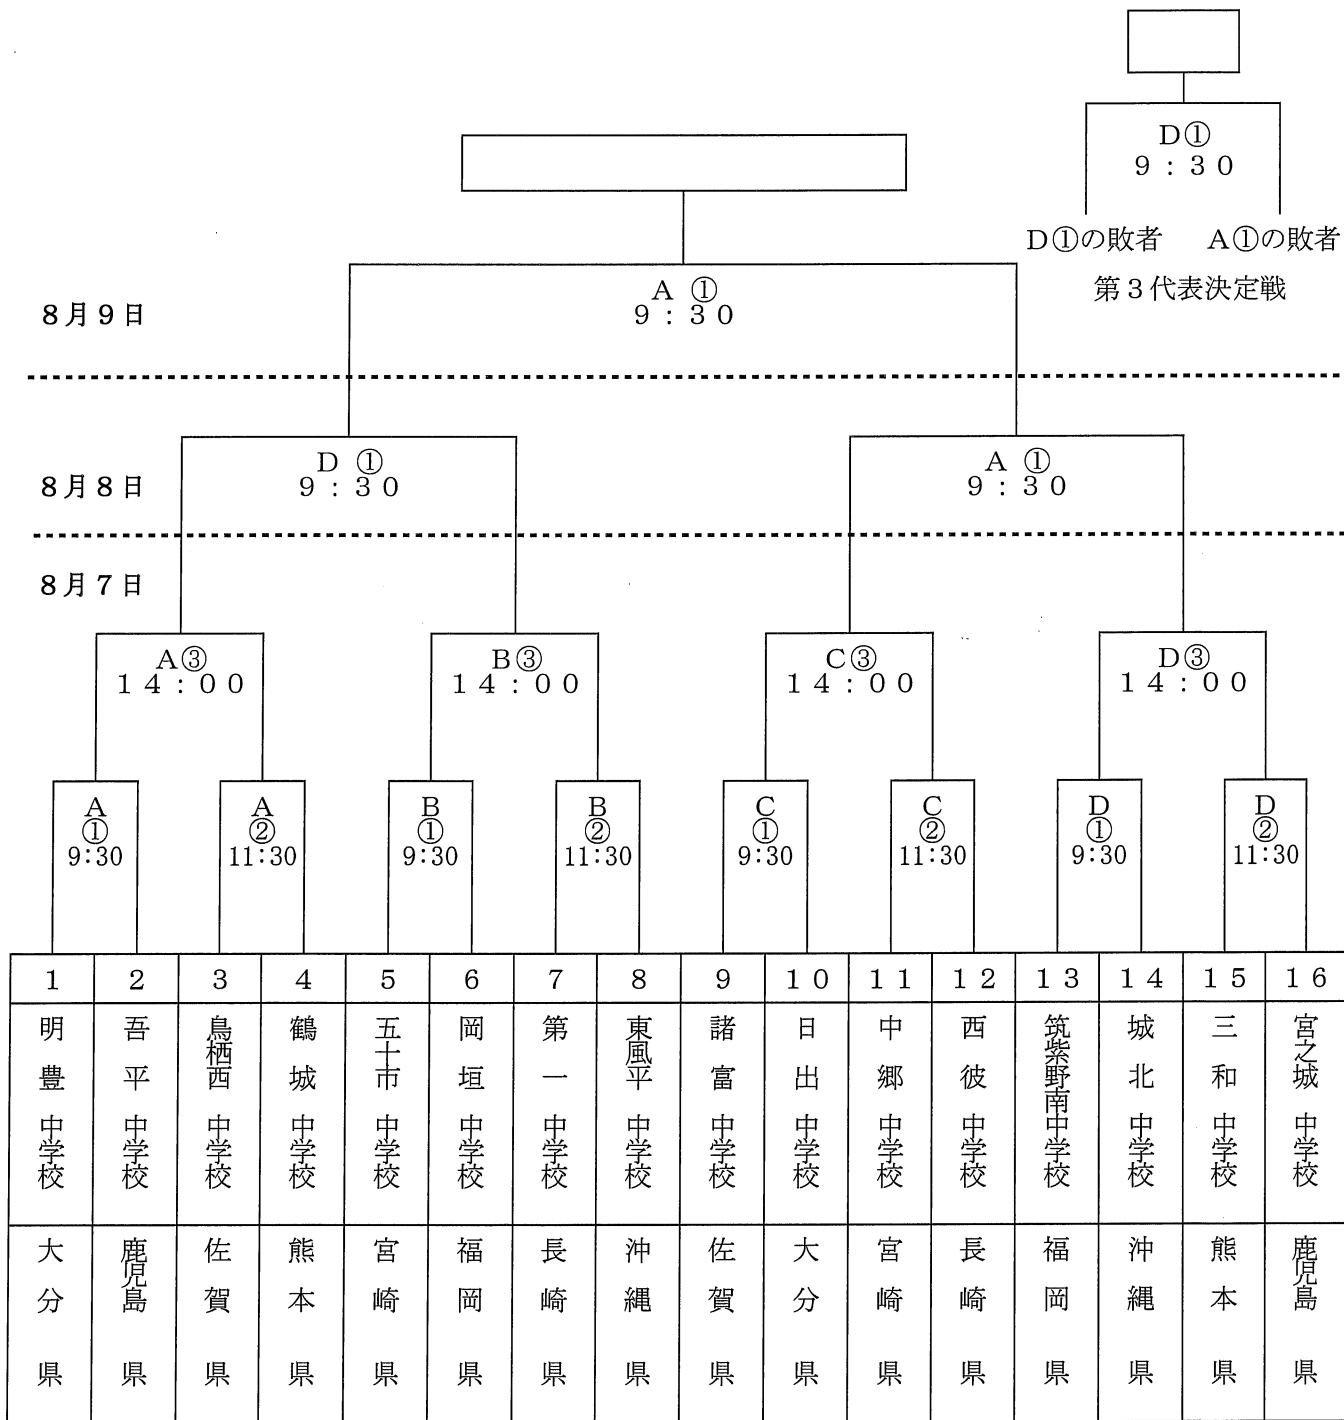 D①
9:30
D①の敗者 A①の敗者
第3代表決定戦
A ①
9:30
8月9日
D ①
9:30
A ①
9:30
8月8日
8月7日
A③
14:00
B③
14:00
C③
14:00
D③
14:00
A
①
9:30
A
②
11:30
B
①
9:30
B
②
11:30
C
①
9:30
C
②
11:30
D
①
9:30
D
②
11:30
1 2 3 4 5 6 7 8 9 10 11 12 13 14 15 16
明豊中学校
吾平中学校
鳥栖西中学校
鶴城中学校
五十市中学校
岡垣中学校
第一中学校
東風平中学校
諸富中学校
日出中学校
中郷中学校
西彼中学校
筑紫野南中学校
城北中学校
三和中学校
宮之城中学校
大分県
鹿児島県
佐賀県
熊本県
宮崎県
福岡県
長崎県
沖縄県
佐賀県
大分県
宮崎県
長崎県
福岡県
沖縄県
熊本県
鹿児島県